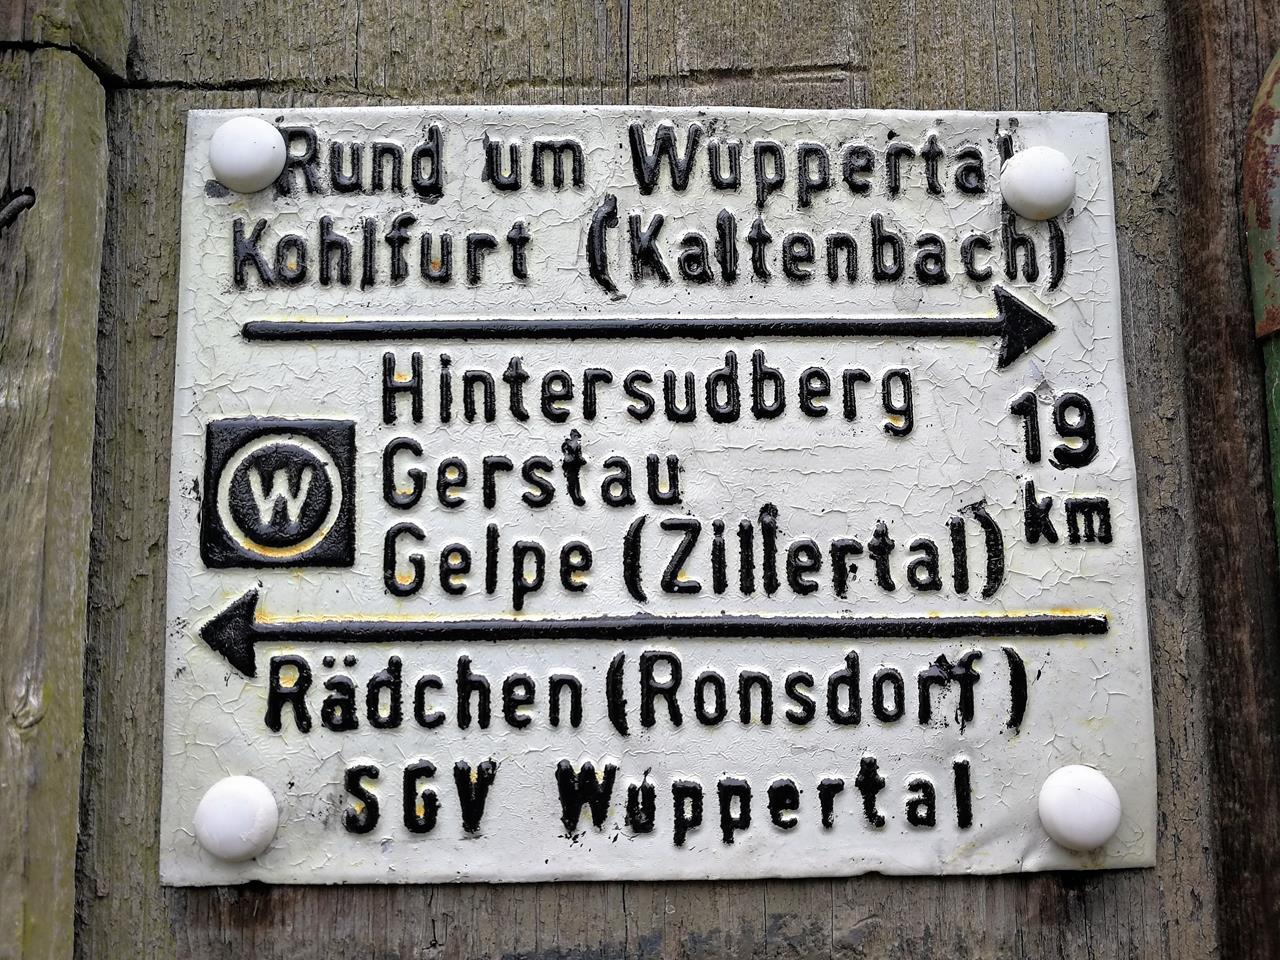 Rund um Wuppertal
Kohlfurt (Kaltenbach)
Hintersudberg
19
Gerstau
W
km
Gelpe (Zillertal)
Rädchen (Ronsdorf)
SGV Wuppertal